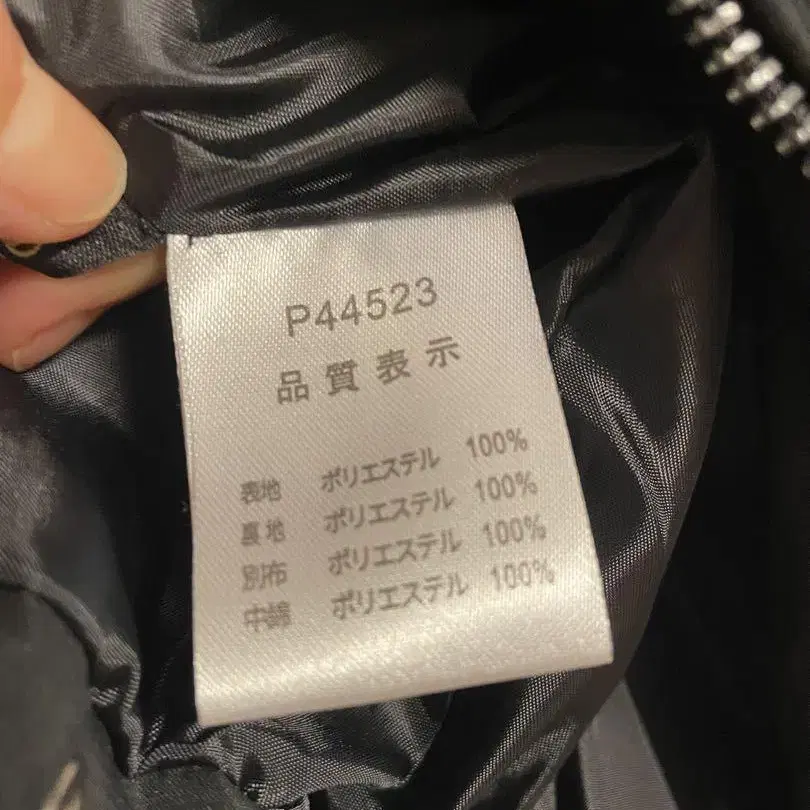 P44523
品質表示
表地 ポリエステル 100%
裏地 ポリエステル 100%
別布 ポリエステル 100%
中綿 ポリエステル 100%